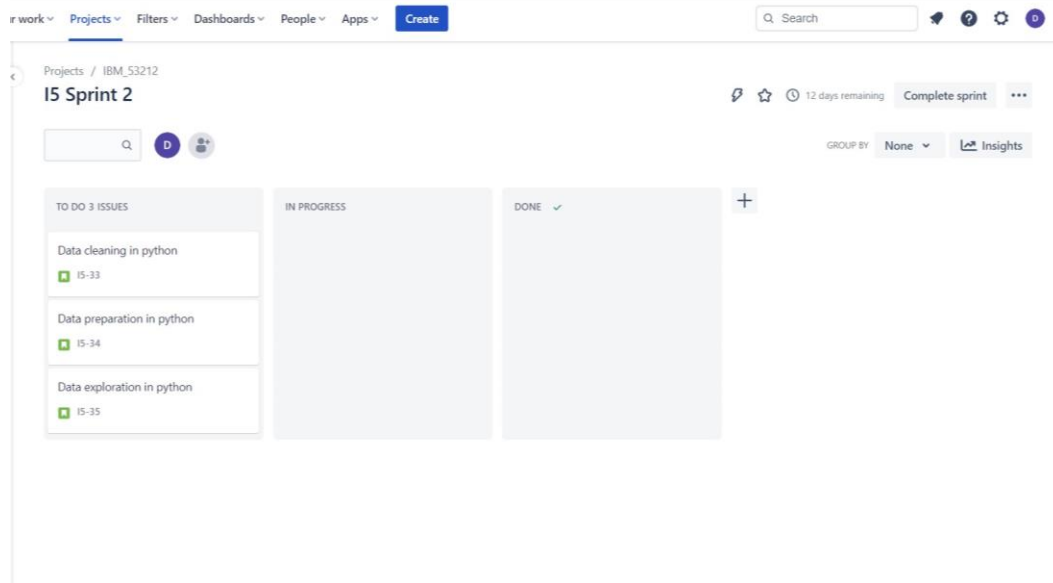 r work Projects Filters Dashboards People Apps Create Search D
Projects / IBM_53212
I5 Sprint 2
12 days remaining Complete sprint
D
GROUP BY None Insights
TO DO 3 ISSUES
IN PROGRESS
DONE
Data cleaning in python
I5-33
Data preparation in python
I5-34
Data exploration in python
I5-35